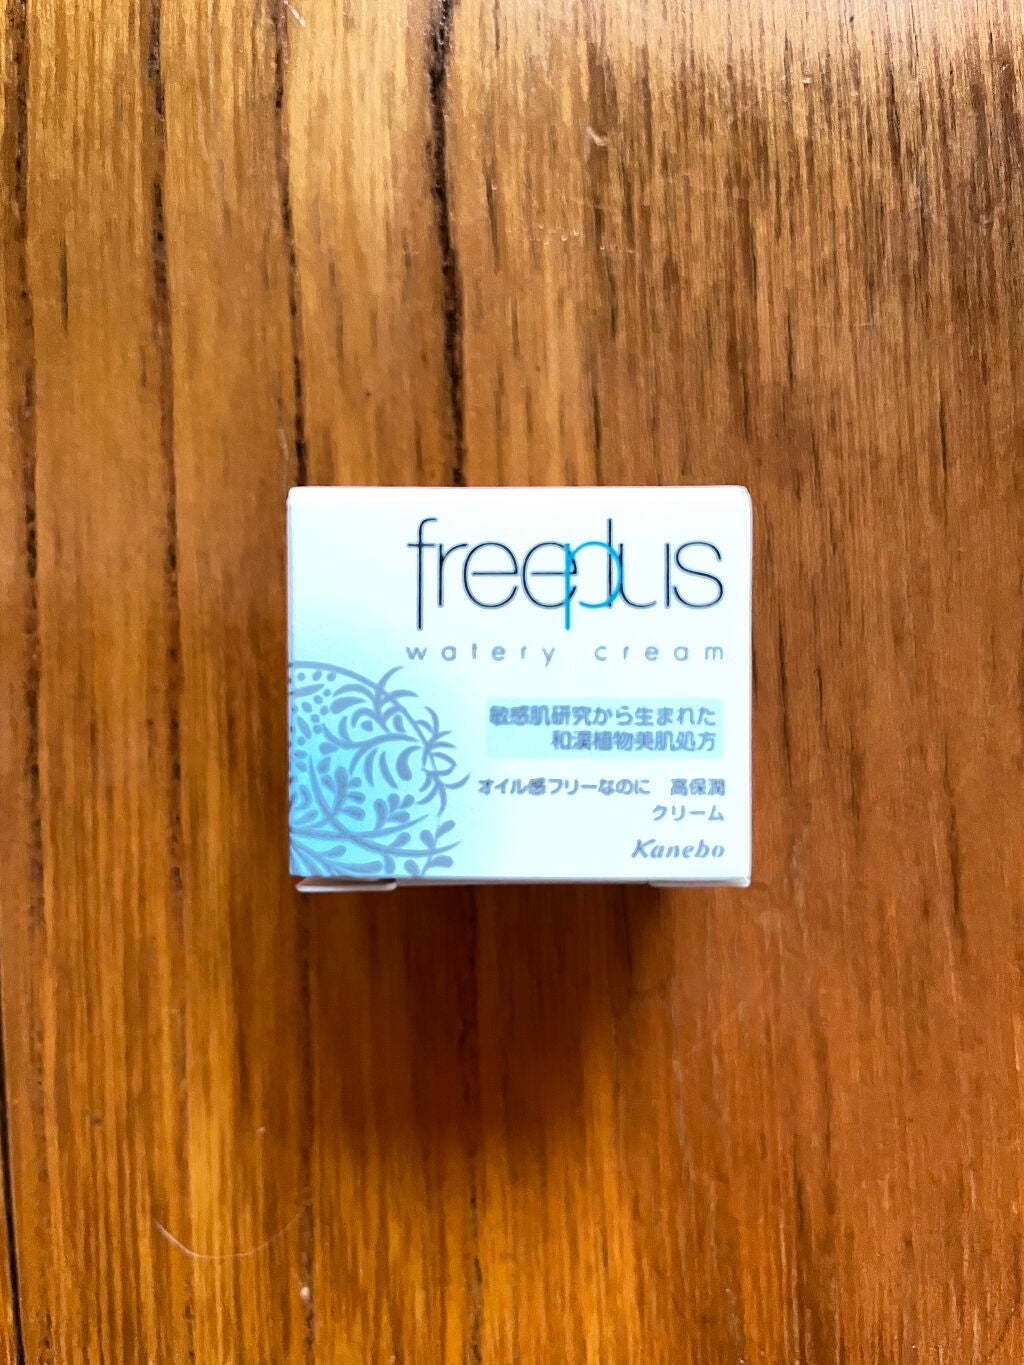 freeplus
watery cream
敏感肌研究から生まれた
和漢植物美肌処方
オイル感フリーなのに 高保潤
クリーム
Kanebo